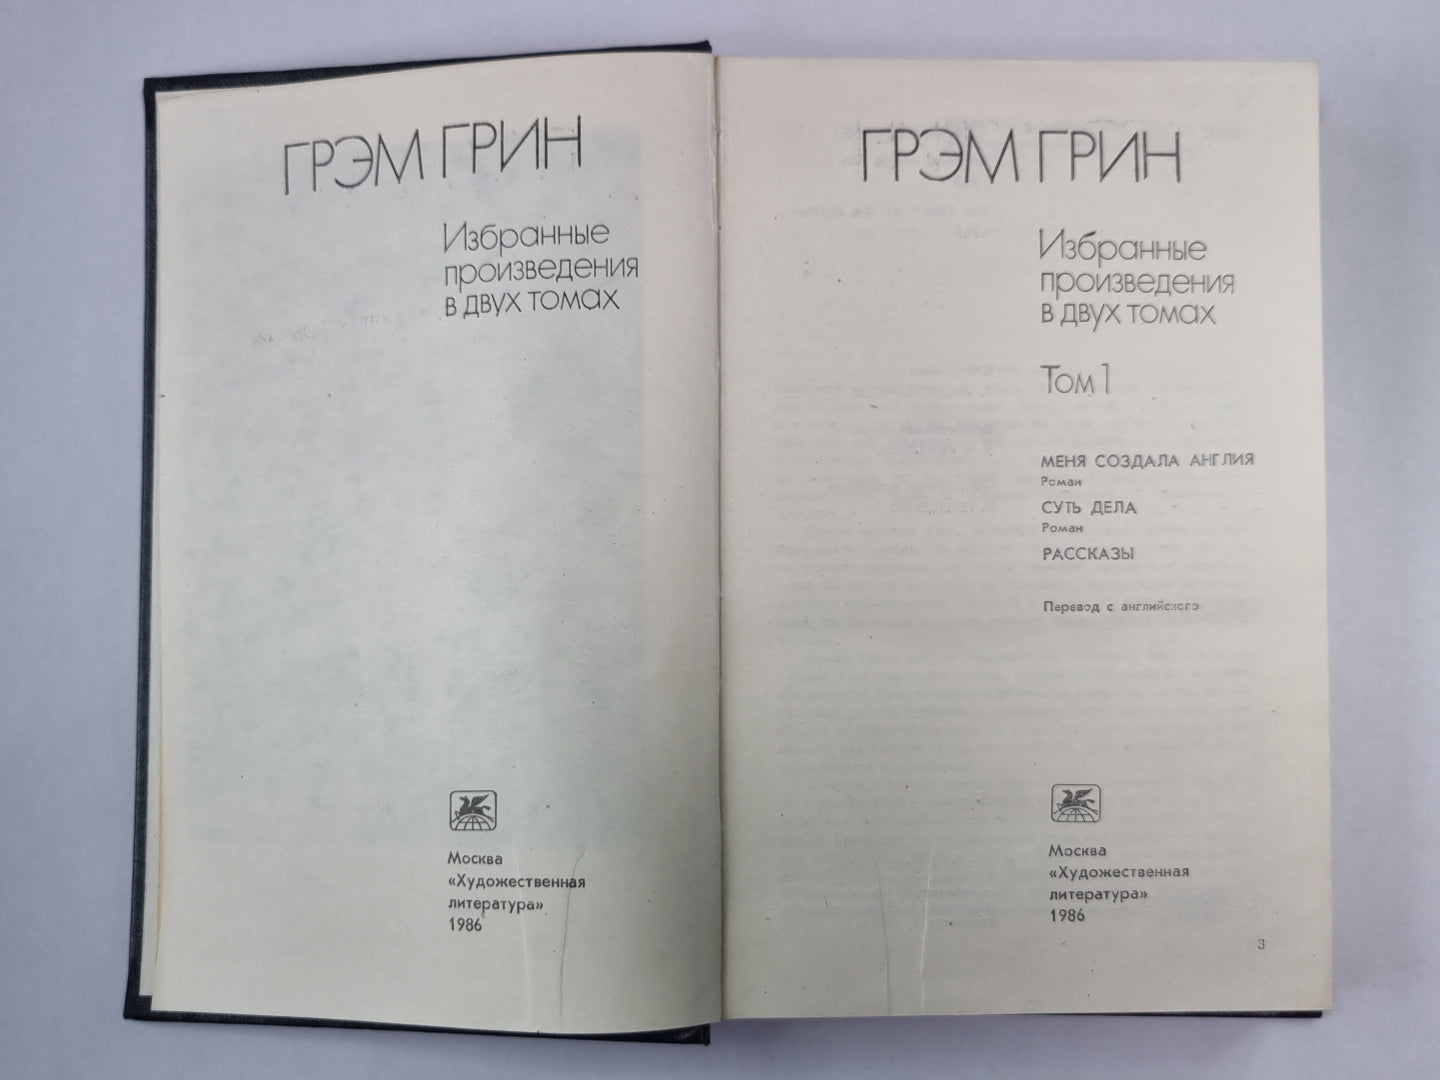 ГРЭМ ГРИН
Избранные
произведения
в двух томах
Москва
«Художественная
литература»
1986
ГРЭМ ГРИН
Избранные
произведения
в двух томах
Том 1
МЕНЯ СОЗДАЛА АНГЛИЯ
Роман
СУТЬ ДЕЛА
Роман
РАССКАЗЫ
Перевод с английского
Москва
«Художественная
литература»
1986
3